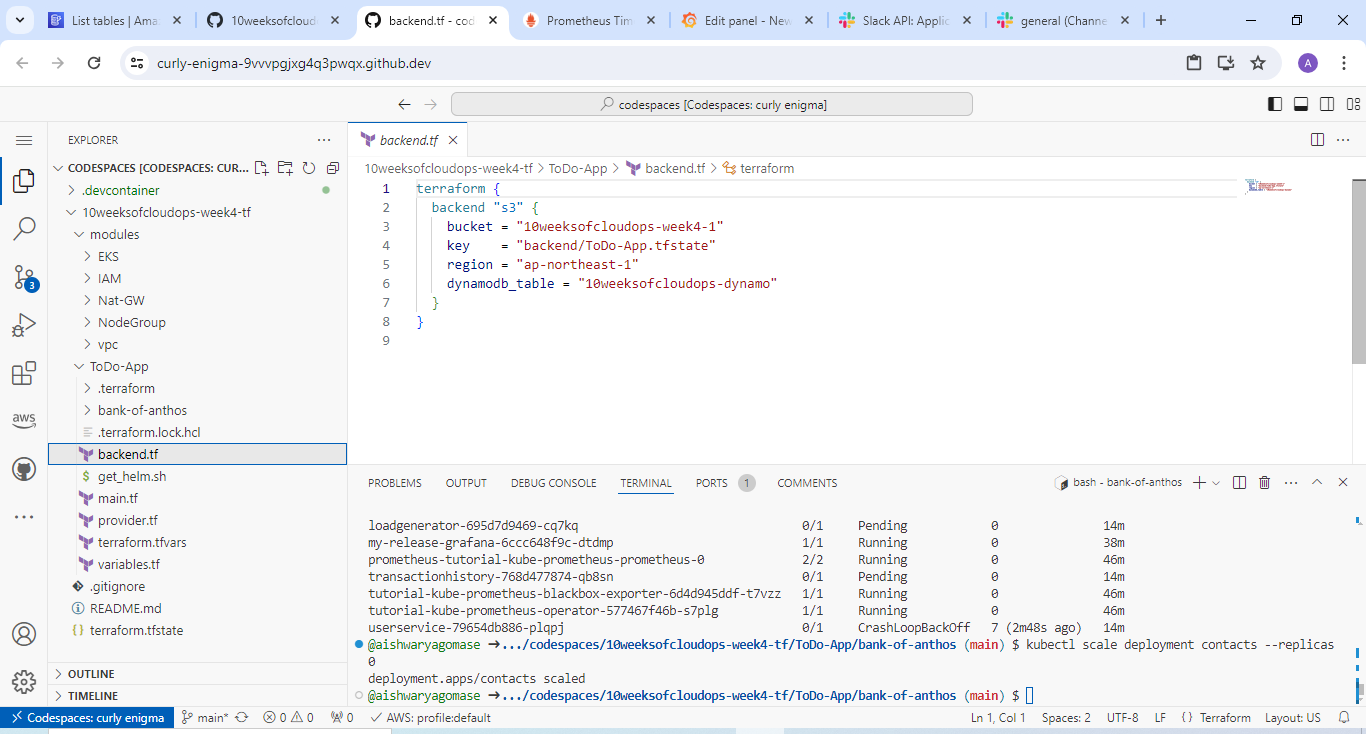 List tables | Ama
10weeksofcloud
backend.tf - cod
Prometheus Tim
Edit panel - New
Slack API: Applic
general (Channe
curly-enigma-9vvvpgjxg4q3pwqx.github.dev
A
codespaces [Codespaces: curly enigma]
EXPLORER
CODESPACES [CODESPACES: CUR...
.devcontainer
10weeksofcloudops-week4-tf
modules
EKS
IAM
Nat-GW
NodeGroup
vpc
ToDo-App
.terraform
bank-of-anthos
.terraform.lock.hcl
backend.tf
$ get_helm.sh
main.tf
provider.tf
terraform.tfvars
variables.tf
.gitignore
README.md
{} terraform.tfstate
OUTLINE
TIMELINE
3
aws
backend.tf
10weeksofcloudops-week4-tf > ToDo-App > backend.tf > terraform
1 terraform {
2 backend "s3" {
3 bucket = "10weeksofcloudops-week4-1"
4 key    = "backend/ToDo-App.tfstate"
5 region = "ap-northeast-1"
6 dynamodb_table = "10weeksofcloudops-dynamo"
7 }
8 }
9
PROBLEMS OUTPUT DEBUG CONSOLE TERMINAL PORTS 1 COMMENTS
bash - bank-of-anthos
loadgenerator-695d7d9469-cq7kq 0/1 Pending 0 14m
my-release-grafana-6ccc648f9c-dtdmp 1/1 Running 0 38m
prometheus-tutorial-kube-prometheus-prometheus-0 2/2 Running 0 46m
transactionhistory-768d477874-qb8sn 0/1 Pending 0 14m
tutorial-kube-prometheus-blackbox-exporter-6d4d945ddf-t7vzz 1/1 Running 0 46m
tutorial-kube-prometheus-operator-577467f46b-s7plg 1/1 Running 0 46m
userservice-79654db886-plqpj 0/1 CrashLoopBackOff 7 (2m48s ago) 14m
@aishwaryagomase ➜.../codespaces/10weeksofcloudops-week4-tf/ToDo-App/bank-of-anthos (main) $ kubectl scale deployment contacts --replicas
0
deployment.apps/contacts scaled
@aishwaryagomase ➜.../codespaces/10weeksofcloudops-week4-tf/ToDo-App/bank-of-anthos (main) $
Codespaces: curly enigma
main*
0 0
0
AWS: profile:default
Ln 1, Col 1
Spaces: 2
UTF-8
LF
{} Terraform
Layout: US